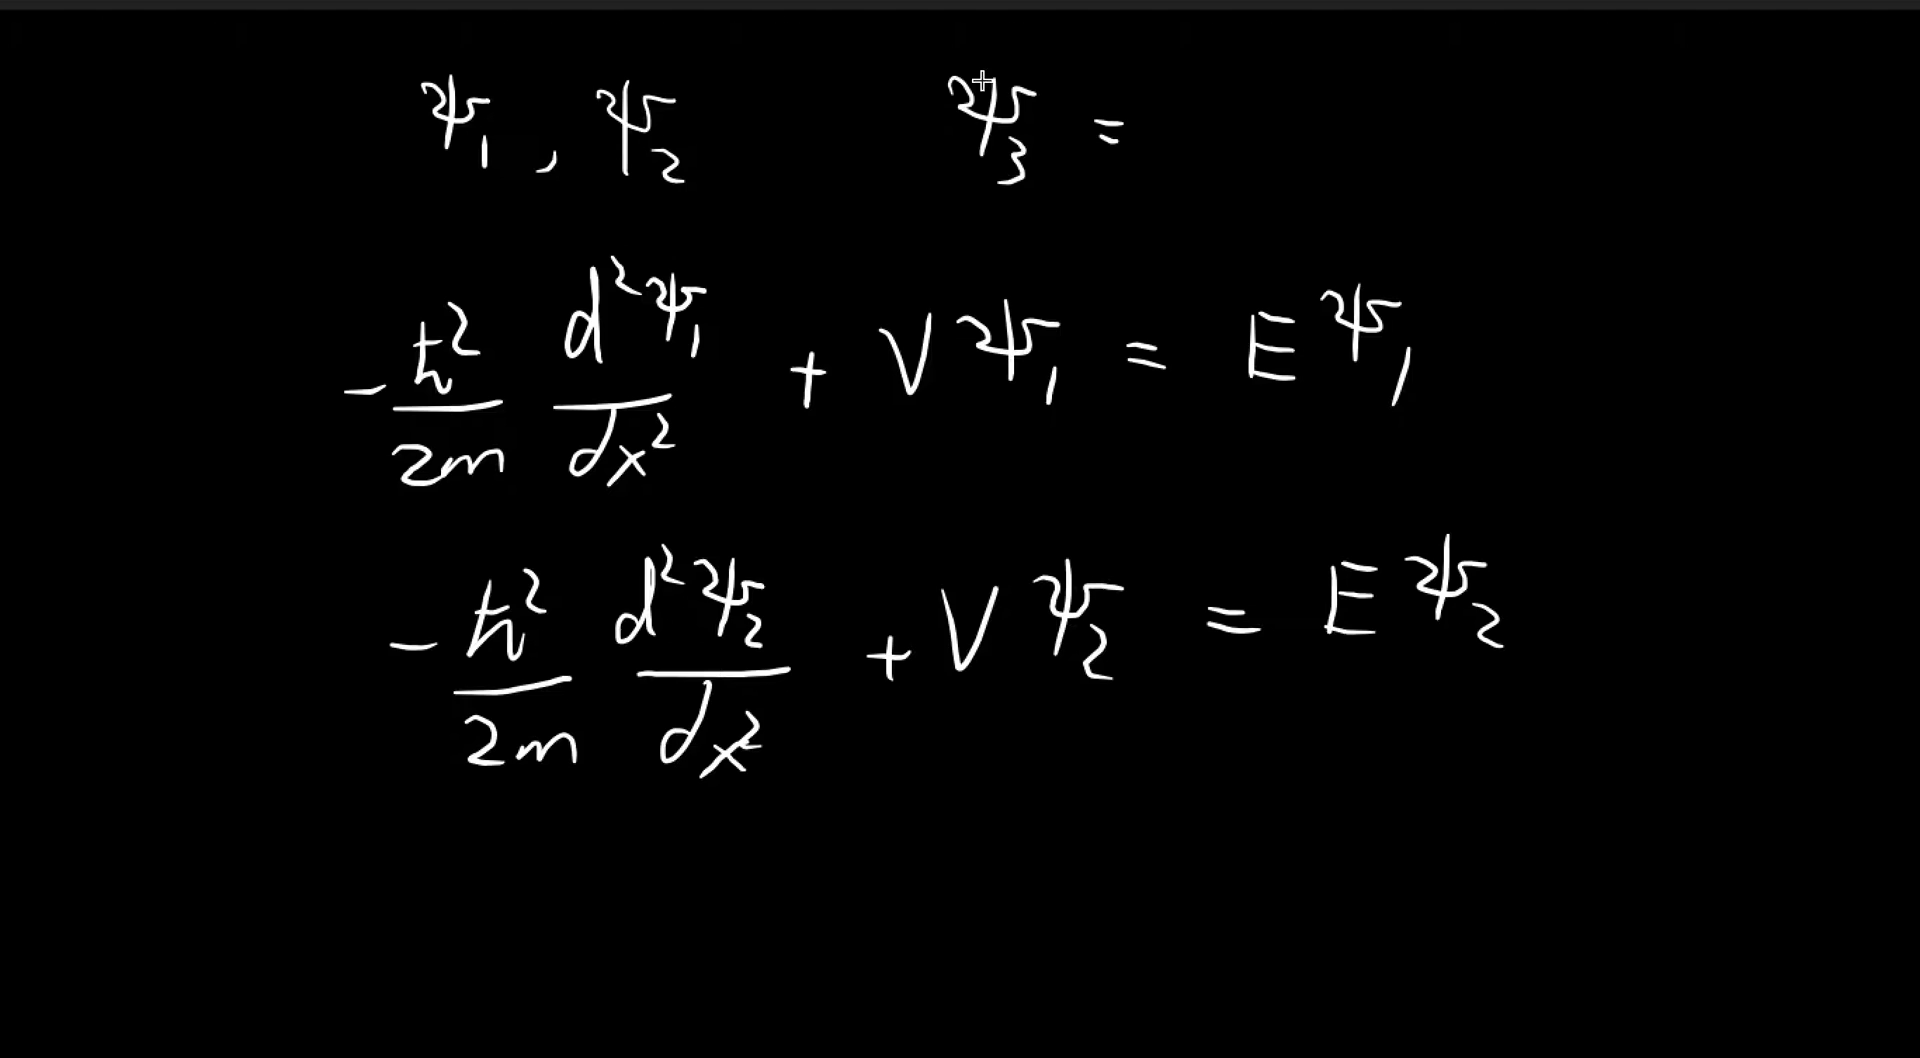 ψ₁, ψ₂ ψ₃ =
-ħ²/2m d²ψ₁/dx² + Vψ₁ = Eψ₁
-ħ²/2m d²ψ₂/dx² + Vψ₂ = Eψ₂